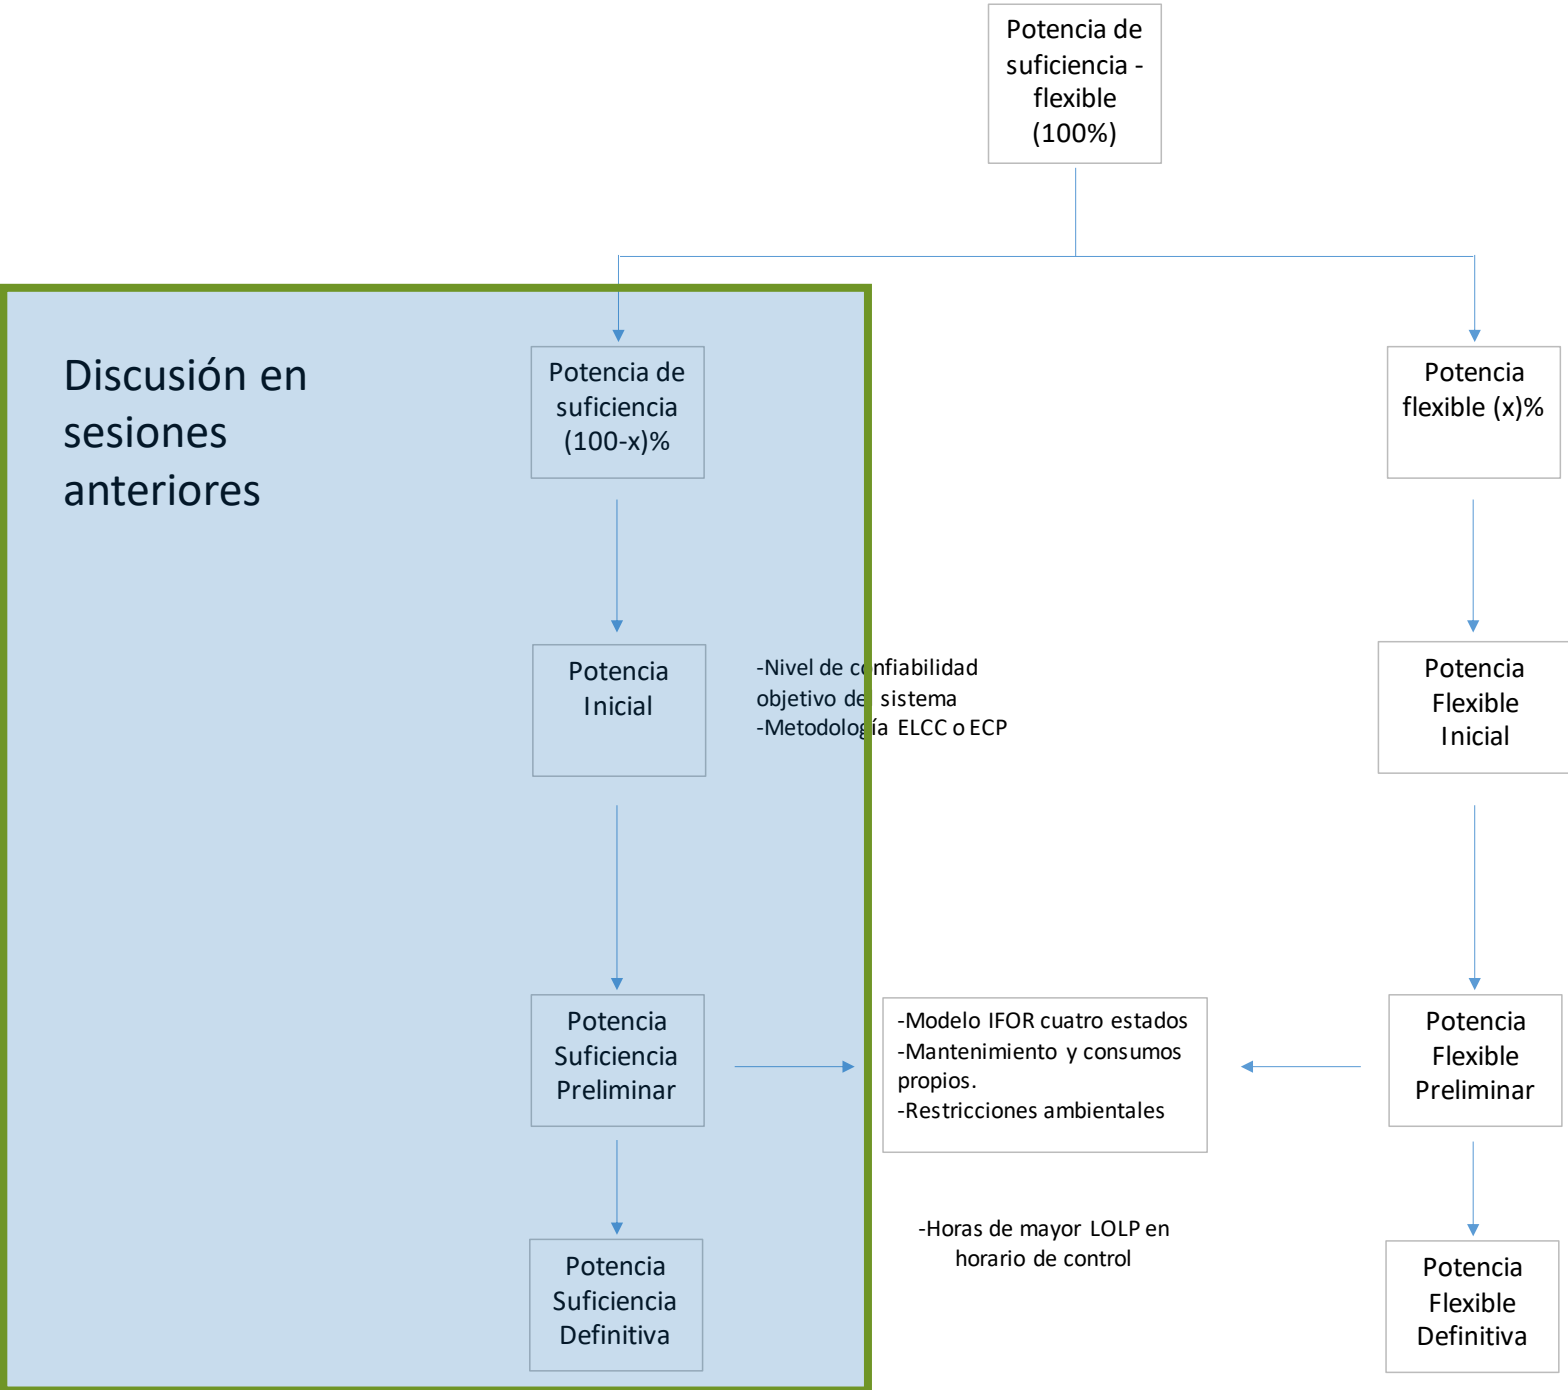 Potencia de
suficiencia -
flexible
(100%)
Discusión en
sesiones
anteriores
Potencia de
suficiencia
(100-x)%
Potencia
flexible (x)%
Potencia
Inicial
-Nivel de confiabilidad
objetivo del sistema
-Metodología ELCC o ECP
Potencia
Flexible
Inicial
Potencia
Suficiencia
Preliminar
-Modelo IFOR cuatro estados
-Mantenimiento y consumos
propios.
-Restricciones ambientales
Potencia
Flexible
Preliminar
-Horas de mayor LOLP en
horario de control
Potencia
Suficiencia
Definitiva
Potencia
Flexible
Definitiva